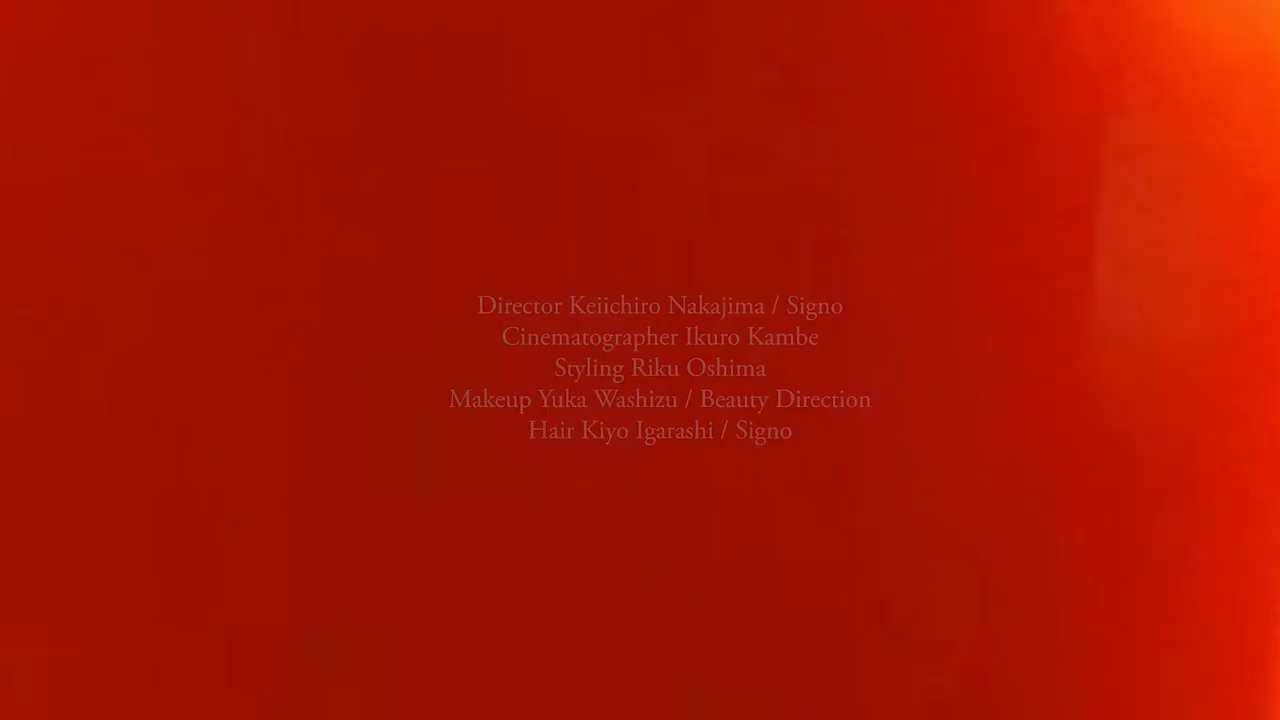 Director Keiichiro Nakajima / Signo
Cinematographer Ikuro Kambe
Styling Riku Oshima
Makeup Yuka Washizu / Beauty Direction
Hair Kiyo Igarashi / Signo